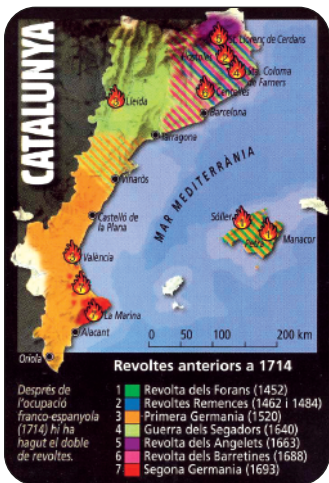 CATALUNYA
St. Llorenç de Cerdans
Hostalric
Sta. Coloma
de Farners
Centelles
Lleida
Barcelona
Tarragona
MAR MEDITERRÀNIA
Vinaròs
Castelló de
la Plana
Sóller
Petra
Manacor
València
La Marina
Alacant
Oriola
0 50 100 200 km
Revoltes anteriors a 1714
Després de
l'ocupació
franco-espanyola
(1714) hi ha
hagut el doble
de revoltes.
1 Revolta dels Forans (1452)
2 Revoltes Remences (1462 i 1484)
3 Primera Germania (1520)
4 Guerra dels Segadors (1640)
5 Revolta dels Angelets (1663)
6 Revolta des Barretines (1688)
7 Segona Germania (1693)